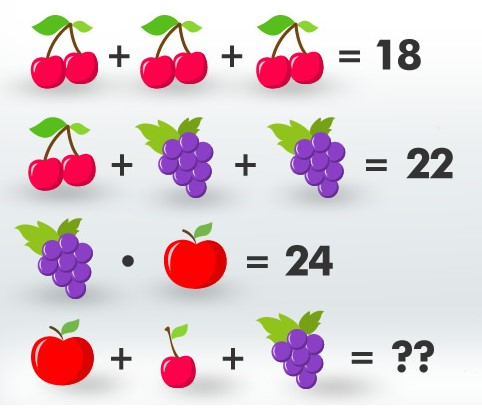 + + = 18
+ + = 22
• = 24
+ + = ??